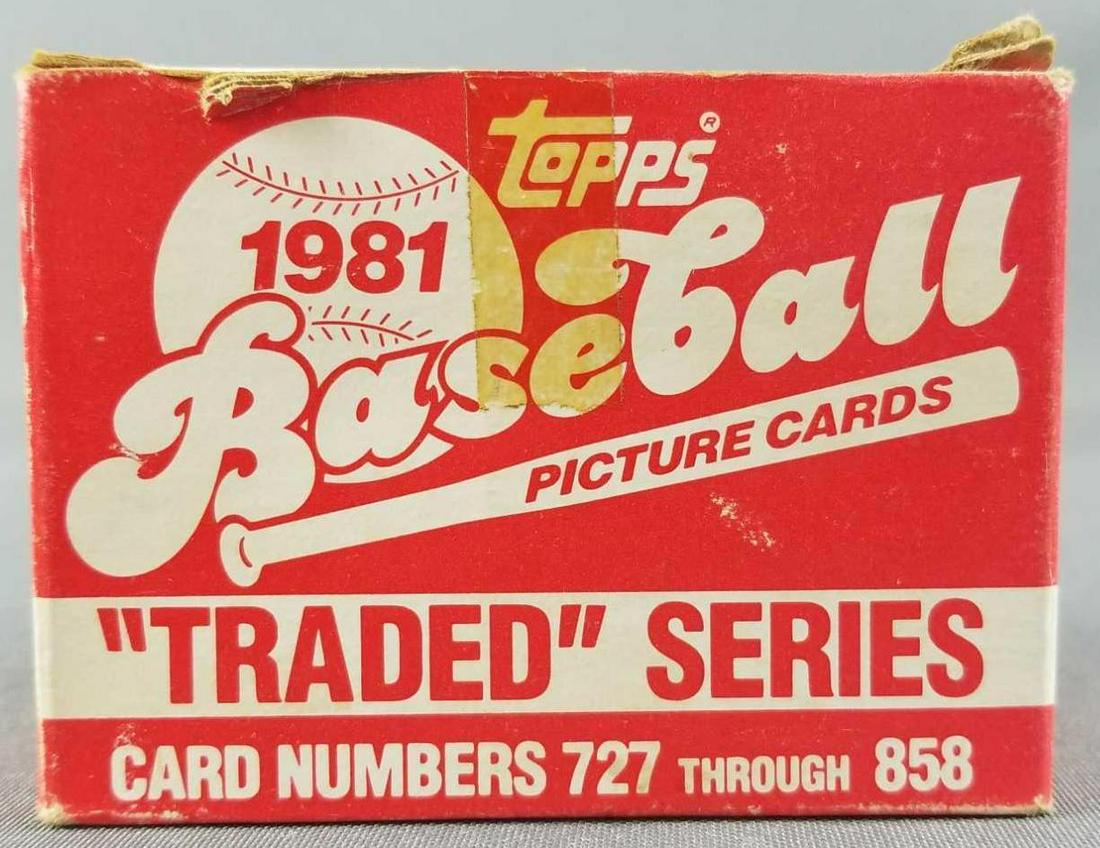 Topps®
1981
Baseball
PICTURE CARDS
"TRADED" SERIES
CARD NUMBERS 727 THROUGH 858